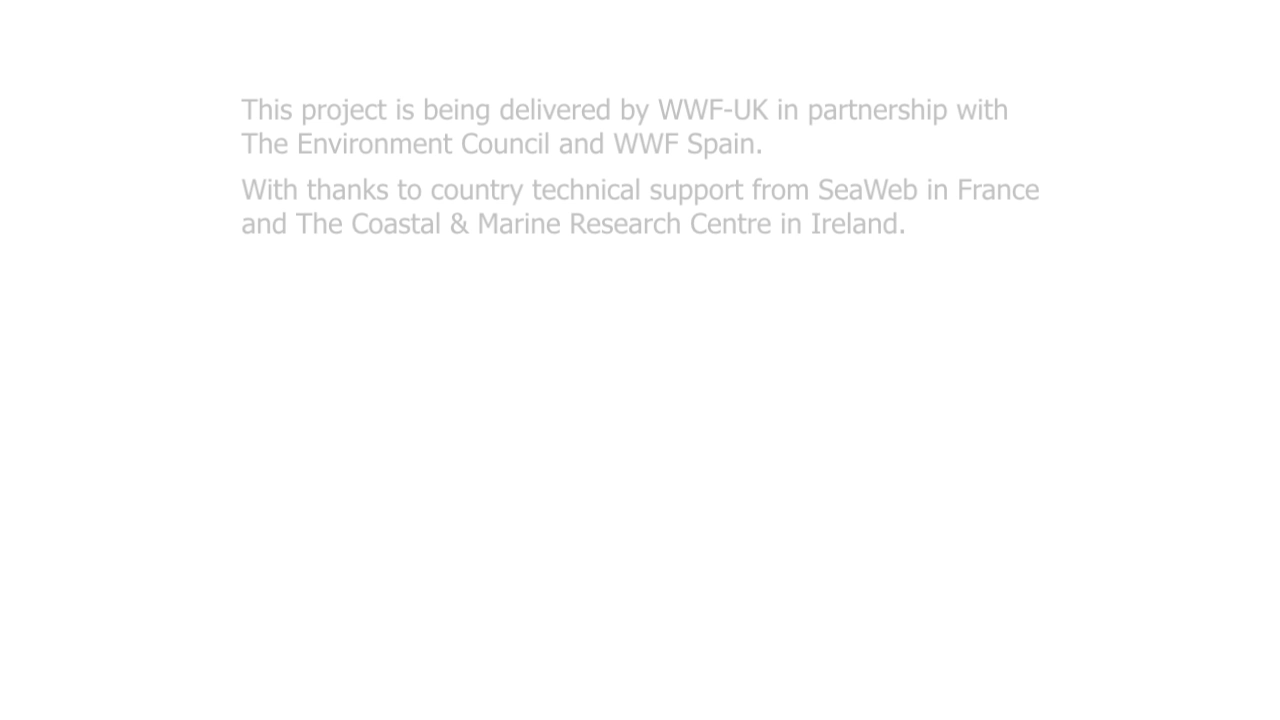 This project is being delivered by WWF-UK in partnership with
The Environment Council and WWF Spain.
With thanks to country technical support from SeaWeb in France
and The Coastal & Marine Research Centre in Ireland.